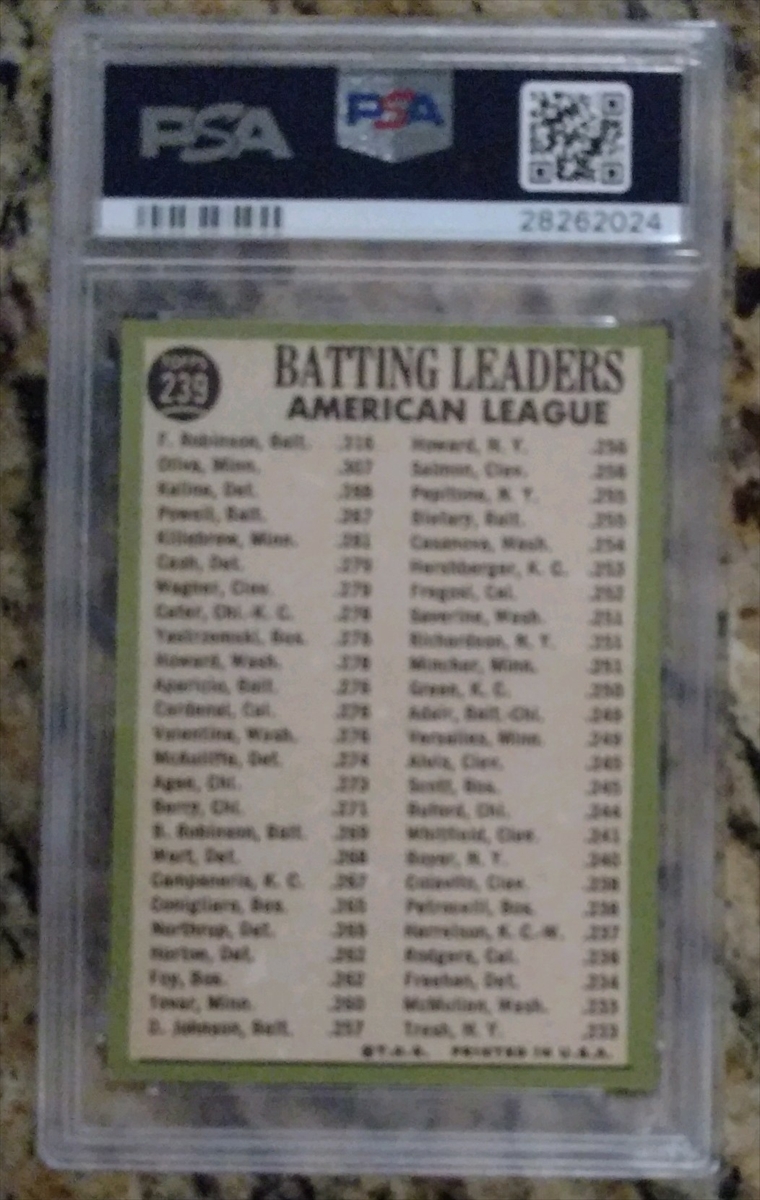 PSA
PSA
28262024
TOPPS
239
BATTING LEADERS
AMERICAN LEAGUE
F. Robinson, Balt. .316 Howard, N. Y. .256
Oliva, Minn. .307 Salmon, Clev. .256
Kaline, Det. .288 Pepitone, N. Y. .255
Powell, Balt. .287 Blefary, Balt. .255
Killebrew, Minn. .281 Casanova, Wash. .254
Cash, Det. .279 Hershberger, K. C. .253
Wagner, Clev. .279 Fregosi, Cal. .252
Cater, Chi.-K. C. .278 Saverine, Wash. .251
Yastrzemski, Bos. .278 Richardson, N. Y. .251
Howard, Wash. .278 Mincher, Minn. .251
Aparicio, Balt. .276 Green, K. C. .250
Cardenal, Cal. .276 Adair, Balt.-Chi. .249
Valentine, Wash. .276 Versalles, Minn. .249
McAuliffe, Det. .274 Alvis, Clev. .245
Agee, Chi. .273 Scott, Bos. .245
Berry, Chi. .271 Buford, Chi. .244
B. Robinson, Balt. .269 Whitfield, Clev. .241
Wert, Det. .268 Boyer, N. Y. .240
Campaneris, K. C. .267 Colavito, Clev. .238
Conigliaro, Bos. .265 Petrocelli, Bos. .238
Northrup, Det. .265 Harrelson, K. C.-W. .237
Horton, Det. .262 Rodgers, Cal. .236
Foy, Bos. .262 Freehan, Det. .234
Tovar, Minn. .260 McMullen, Wash. .233
D. Johnson, Balt. .257 Tresh, N. Y. .233
©T.C.G. PRINTED IN U.S.A.